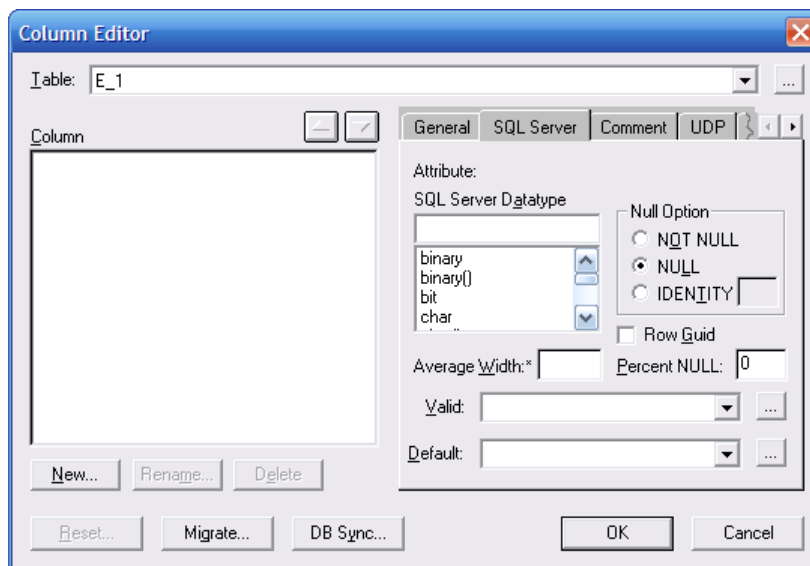 Column Editor
Table: E_1
...
Column
General SQL Server Comment UDP
Attribute:
SQL Server Datatype
binary
binary()
bit
char
Null Option
NOT NULL
NULL
IDENTITY
Row Guid
Average Width:* Percent NULL: 0
Valid: ...
Default: ...
New... Rename... Delete
Reset... Migrate... DB Sync... OK Cancel